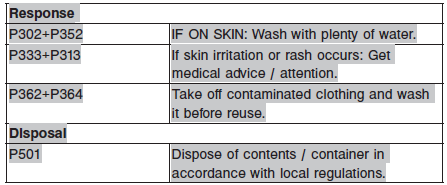 Response
P302+P352 IF ON SKIN: Wash with plenty of water.
P333+P313 If skin irritation or rash occurs: Get
medical advice / attention.
P362+P364 Take off contaminated clothing and wash
it before reuse.
Disposal
P501 Dispose of contents / container in
accordance with local regulations.